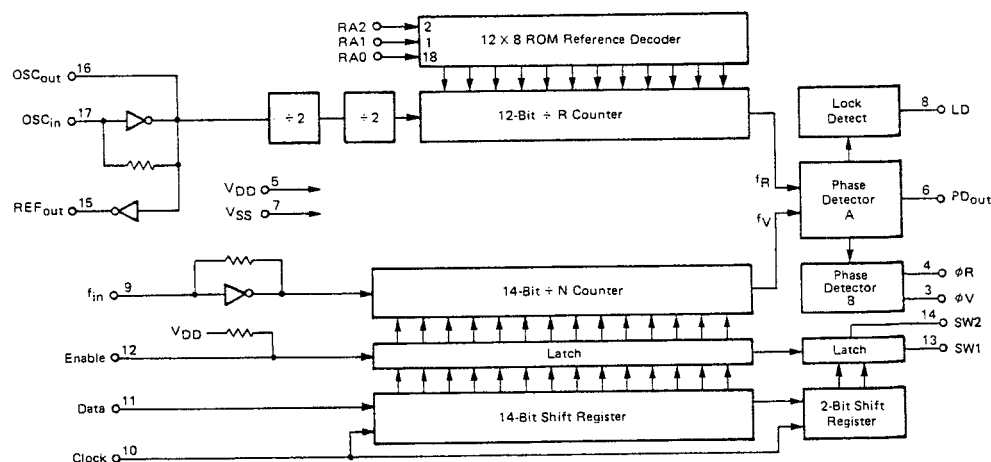 RA2 2
RA1 1
RA0 18
12 X 8 ROM Reference Decoder
OSCout 16
OSCin 17
÷ 2
÷ 2
12-Bit ÷ R Counter
Lock Detect
8 LD
VDD 5
VSS 7
REFout 15
fR
fV
Phase Detector A
6 PDout
fin 9
14-Bit ÷ N Counter
Phase Detector B
4 ϕR
3 ϕV
14 SW2
VDD
Enable 12
Latch
Latch
13 SW1
Data 11
14-Bit Shift Register
2-Bit Shift Register
Clock 10